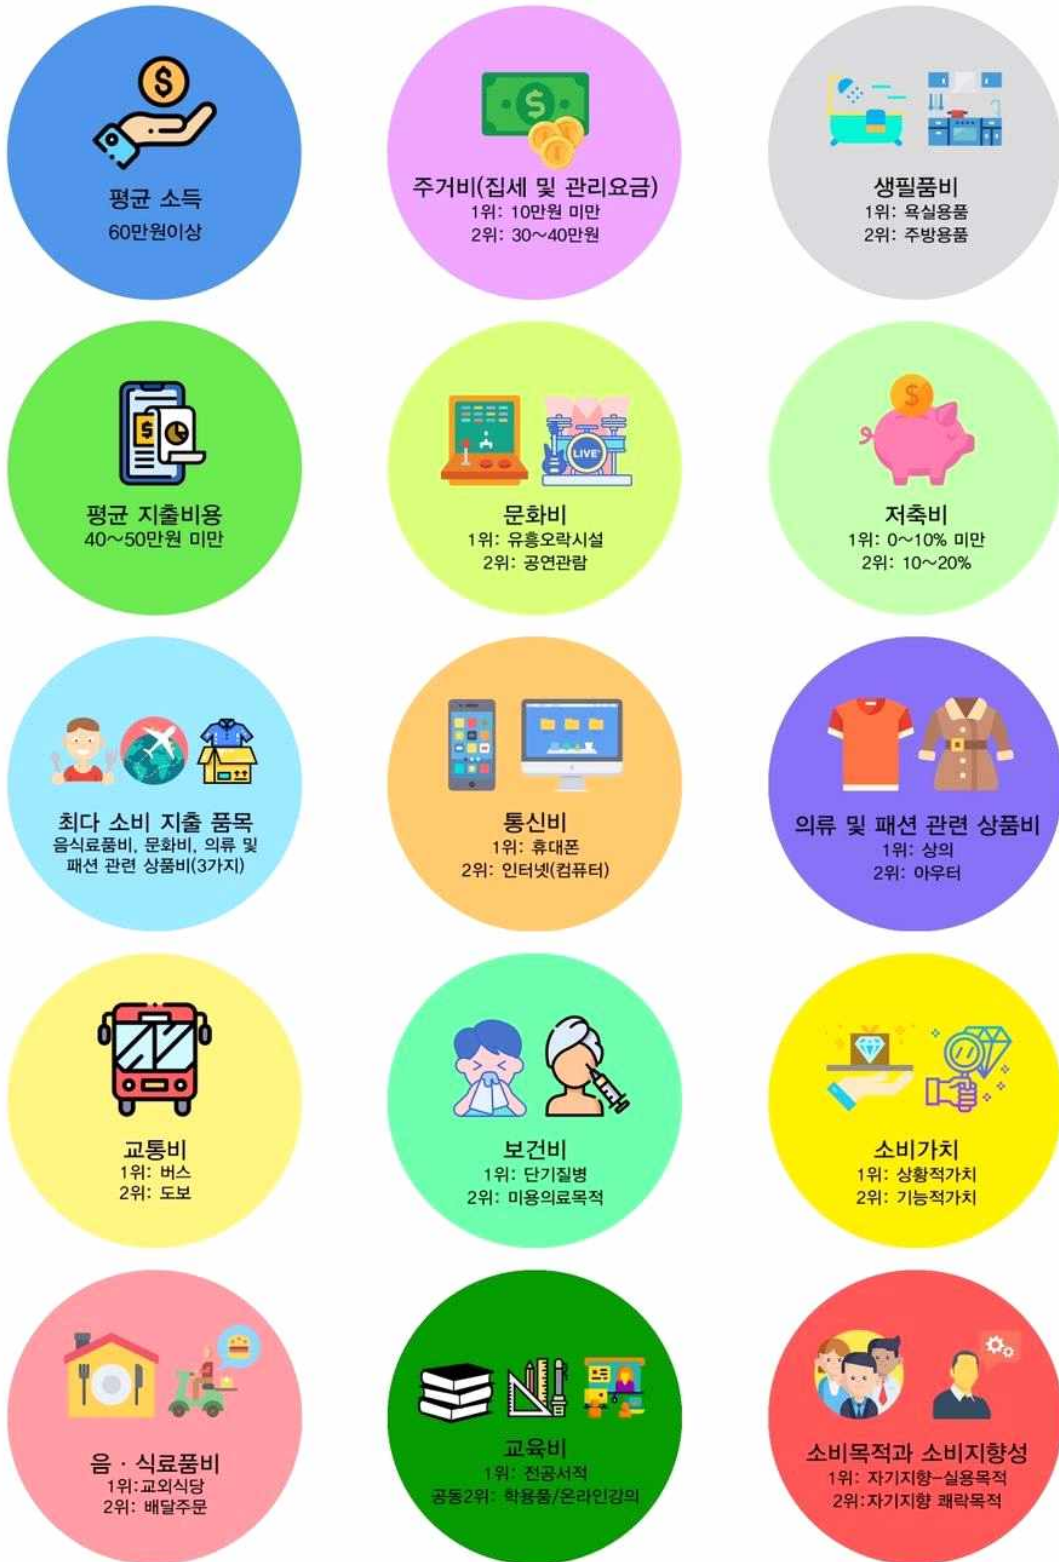 평균 소득
60만원이상
주거비(집세 및 관리요금)
1위: 10만원 미만
2위: 30~40만원
생필품비
1위: 욕실용품
2위: 주방용품
평균 지출비용
40~50만원 미만
LIVE
문화비
1위: 유흥오락시설
2위: 공연관람
저축비
1위: 0~10% 미만
2위: 10~20%
최다 소비 지출 품목
음식료품비, 문화비, 의류 및
패션 관련 상품비(3가지)
통신비
1위: 휴대폰
2위: 인터넷(컴퓨터)
의류 및 패션 관련 상품비
1위: 상의
2위: 아우터
교통비
1위: 버스
2위: 도보
보건비
1위: 단기질병
2위: 미용의료목적
소비가치
1위: 상황적가치
2위: 기능적가치
음 · 식료품비
1위:교외식당
2위: 배달주문
교육비
1위: 전공서적
공동2위: 학용품/온라인강의
소비목적과 소비지향성
1위: 자기지향-실용목적
2위:자기지향 쾌락목적